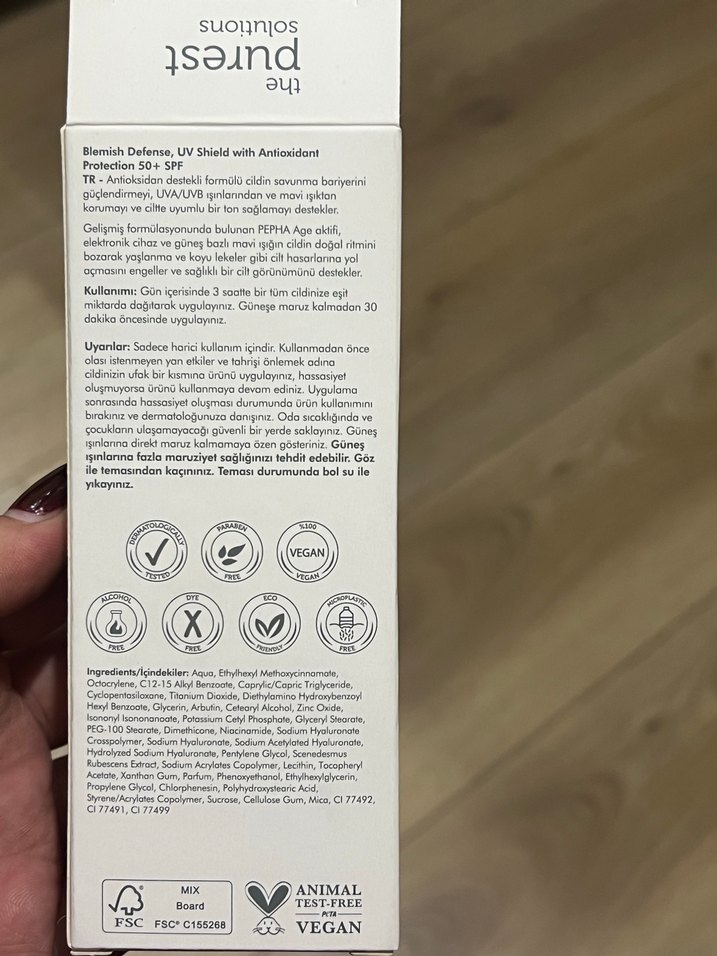 the
purest
solutions
Blemish Defense, UV Shield with Antioxidant
Protection 50+ SPF
TR - Antioksidan destekli formülü cildin savunma bariyerini
güçlendirmeyi, UVA/UVB ışınlarından ve mavi ışıktan
korumayı ve ciltte uyumlu bir ton sağlamayı destekler.
Gelişmiş formülasyonunda bulunan PEPHA Age aktifi,
elektronik cihaz ve güneş bazlı mavi ışığın cildin doğal ritmini
bozarak yaşlanma ve koyu lekeler gibi cilt hasarlarına yol
açmasını engeller ve sağlıklı bir cilt görünümünü destekler.
Kullanımı: Gün içerisinde 3 saatte bir tüm cildinize eşit
miktarda dağıtarak uygulayınız. Güneşe maruz kalmadan 30
dakika öncesinde uygulayınız.
Uyarılar: Sadece harici kullanım içindir. Kullanmadan önce
olası istenmeyen yan etkiler ve tahrişi önlemek adına
cildinizin ufak bir kısmına ürünü uygulayınız, hassasiyet
oluşmuyorsa ürünü kullanmaya devam ediniz. Uygulama
sonrasında hassasiyet oluşması durumunda ürün kullanımını
bırakınız ve dermatoloğunuza danışınız. Oda sıcaklığında ve
çocukların ulaşamayacağı güvenli bir yerde saklayınız. Güneş
ışınlarına direkt maruz kalmamaya özen gösteriniz. Güneş
ışınlarına fazla maruziyet sağlığınızı tehdit edebilir. Göz
ile temasından kaçınınız. Teması durumunda bol su ile
yıkayınız.
DERMATOLOGICALLY
TESTED
PARABEN
FREE
%100
VEGAN
VEGAN
ALCOHOL
FREE
DYE
X
FREE
ECO
FRIENDLY
MICROPLASTIC
FREE
Ingredients/İçindekiler: Aqua, Ethylhexyl Methoxycinnamate,
Octocrylene, C12-15 Alkyl Benzoate, Caprylic/Capric Triglyceride,
Cyclopentasiloxane, Titanium Dioxide, Diethylamino Hydroxybenzoyl
Hexyl Benzoate, Glycerin, Arbutin, Cetearyl Alcohol, Zinc Oxide,
Isononyl Isononanoate, Potassium Cetyl Phosphate, Glyceryl Stearate,
PEG-100 Stearate, Dimethicone, Niacinamide, Sodium Hyaluronate
Crosspolymer, Sodium Hyaluronate, Sodium Acetylated Hyaluronate,
Hydrolyzed Sodium Hyaluronate, Pentylene Glycol, Scenedesmus
Rubescens Extract, Sodium Acrylates Copolymer, Lecithin, Tocopheryl
Acetate, Xanthan Gum, Parfum, Phenoxyethanol, Ethylhexylglycerin,
Propylene Glycol, Chlorphenesin, Polyhydroxystearic Acid,
Styrene/Acrylates Copolymer, Sucrose, Cellulose Gum, Mica, CI 77492,
CI 77491, CI 77499
FSC
MIX
Board
FSC® C155268
ANIMAL
TEST-FREE
PETA
VEGAN